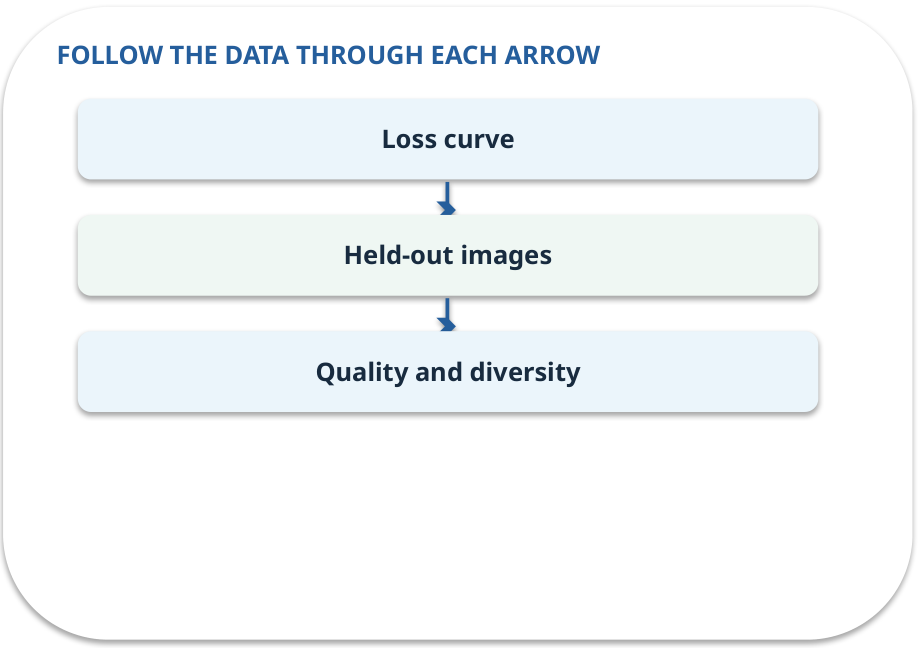 FOLLOW THE DATA THROUGH EACH ARROW
Loss curve
Held-out images
Quality and diversity